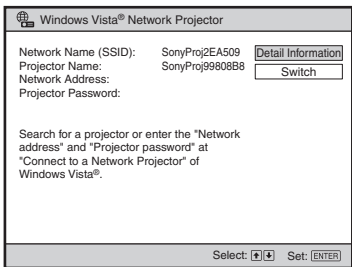 Windows Vista® Network Projector
Network Name (SSID): SonyProj2EA509
Projector Name: SonyProj99808B8
Network Address:
Projector Password:
Detail Information
Switch
Search for a projector or enter the "Network
address" and "Projector password" at
"Connect to a Network Projector" of
Windows Vista®.
Select: Set: ENTER